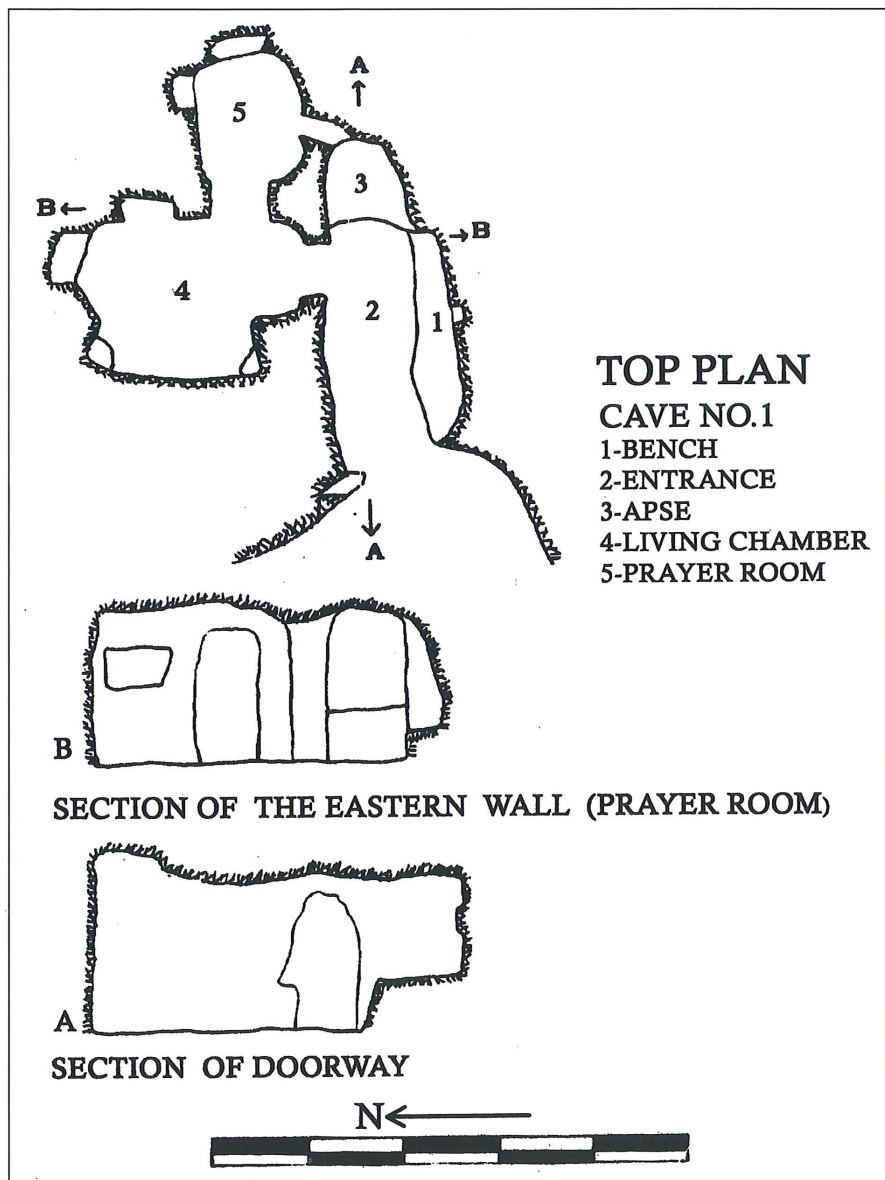 A
5
3
B
B
4
2
1
A
TOP PLAN
CAVE NO.1
1-BENCH
2-ENTRANCE
3-APSE
4-LIVING CHAMBER
5-PRAYER ROOM
B
SECTION OF THE EASTERN WALL (PRAYER ROOM)
A
SECTION OF DOORWAY
N